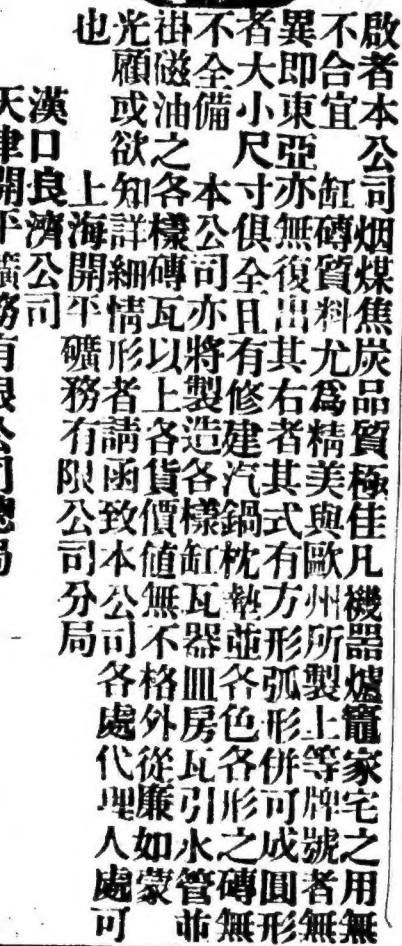 啟者本公司烟煤焦炭品質極佳凡機器爐竈家宅之用無
不合宜　缸磚質料尤爲精美與歐州所製上等牌號者無
異即東亞亦無復出其右者其式有方形弧形併可成圓形
者大小尺寸俱全且有修建汽鍋枕墊並各色各形之磚無
不全備　本公司亦將製造各樣缸瓦器皿房瓦引水管並
掛磁油之各樣磚瓦以上各貨價値無不格外從廉如蒙
光顧或欲知詳細情形者請函致本公司各處代理人處可
也
上海開平礦務有限公司分局
漢口良濟公司
天津開平礦務有限公司總局